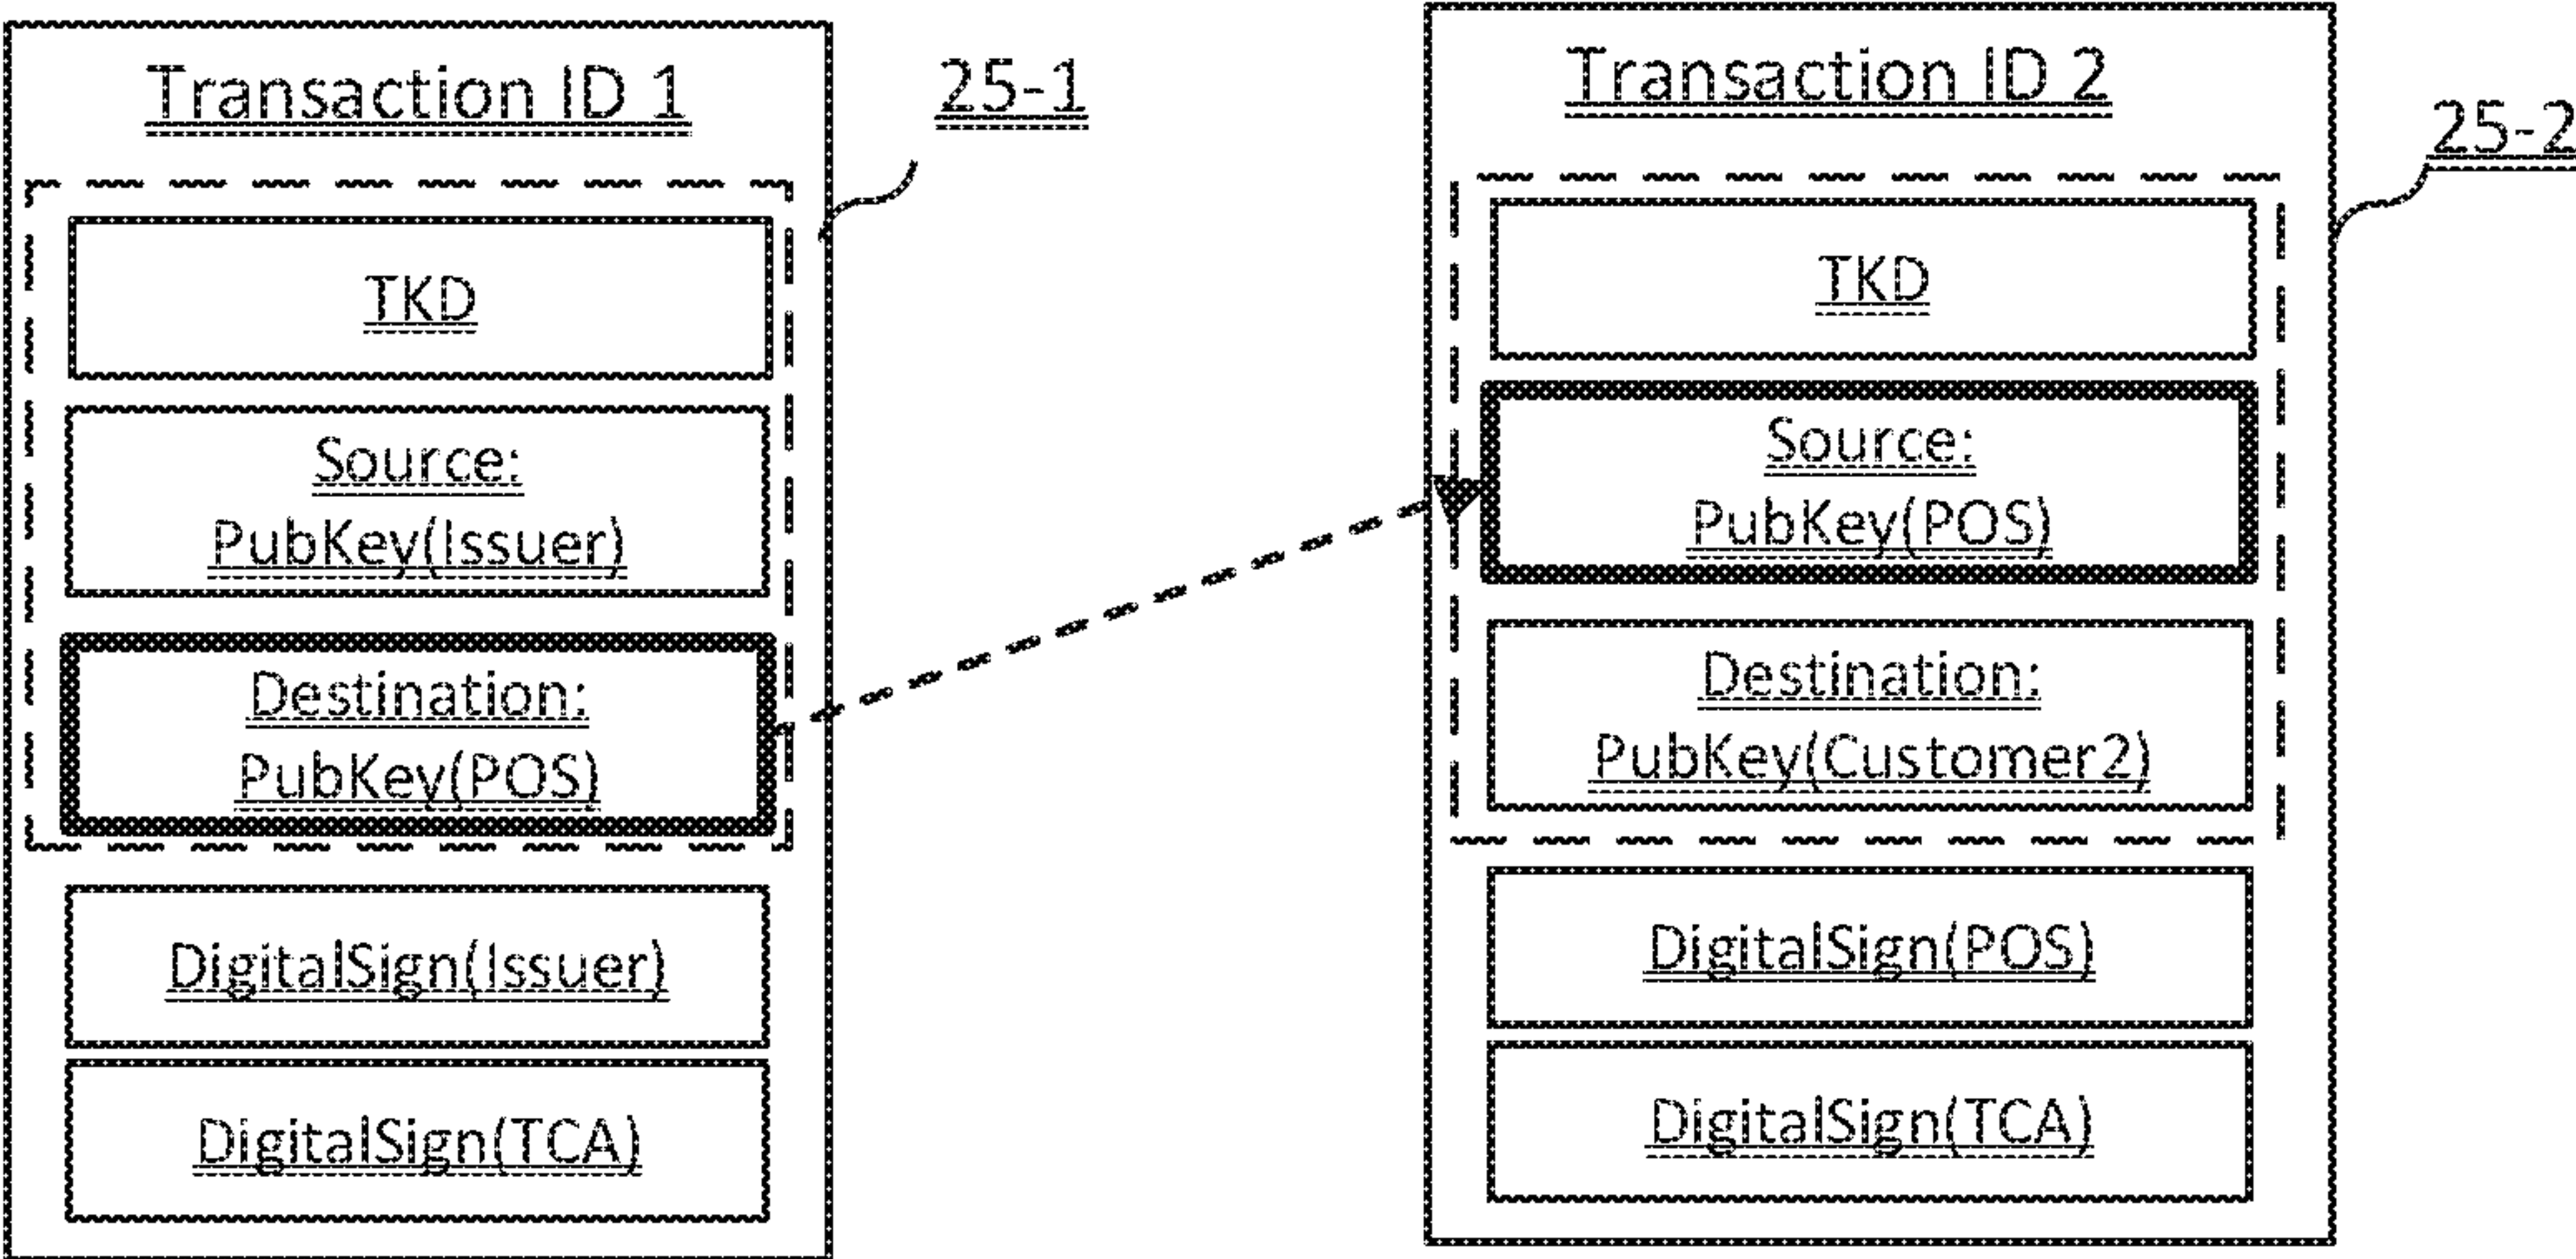 Transaction ID 1
25-1
TKD
Source:
PubKey(Issuer)
Destination:
PubKey(POS)
DigitalSign(Issuer)
DigitalSign(TCA)
Transaction ID 2
25-2
TKD
Source:
PubKey(POS)
Destination:
PubKey(Customer2)
DigitalSign(POS)
DigitalSign(TCA)